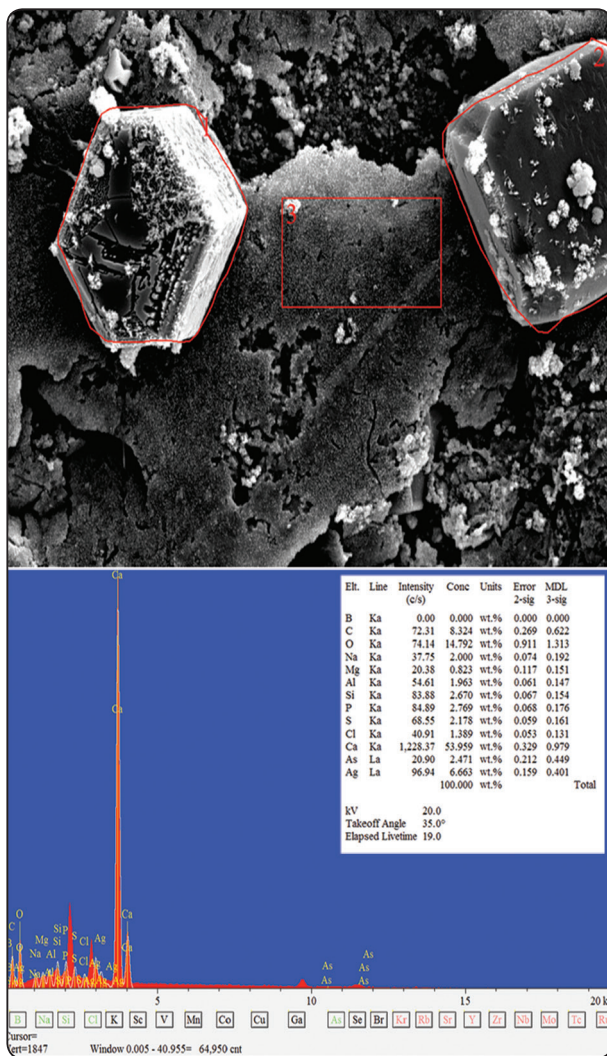 1
2
3
Elt. Line Intensity Conc Units Error MDL
(c/s) 2-sig 3-sig
B Ka 0.00 0.000 wt.% 0.000 0.000
C Ka 72.31 8.324 wt.% 0.269 0.622
O Ka 74.14 14.792 wt.% 0.911 1.313
Na Ka 37.75 2.000 wt.% 0.074 0.192
Mg Ka 20.38 0.823 wt.% 0.117 0.151
Al Ka 54.61 1.963 wt.% 0.061 0.147
Si Ka 83.88 2.670 wt.% 0.067 0.154
P Ka 84.89 2.769 wt.% 0.068 0.176
S Ka 68.55 2.178 wt.% 0.059 0.161
Cl Ka 40.91 1.389 wt.% 0.053 0.131
Ca Ka 1,228.37 53.959 wt.% 0.329 0.979
As La 20.90 2.471 wt.% 0.212 0.449
Ag La 96.94 6.663 wt.% 0.159 0.401
100.000 wt.% Total
kV 20.0
Takeoff Angle 35.0°
Elapsed Livetime 19.0
Ca
Ca
O
C
Mg
Si P
S
Cl
Ag
Ca
B
O
Na
Al
Si
P
S
Cl
Ag
Ca
As
As
As
As
As
As
5 10 15 20 k
B Na Si Cl K Sc V Mn Co Cu Ga As Se Br Kr Rb Sr Y Zr Nb Mo Tc Ru
Cursor=
Vert=1847 Window 0.005 - 40.955= 64,950 cnt